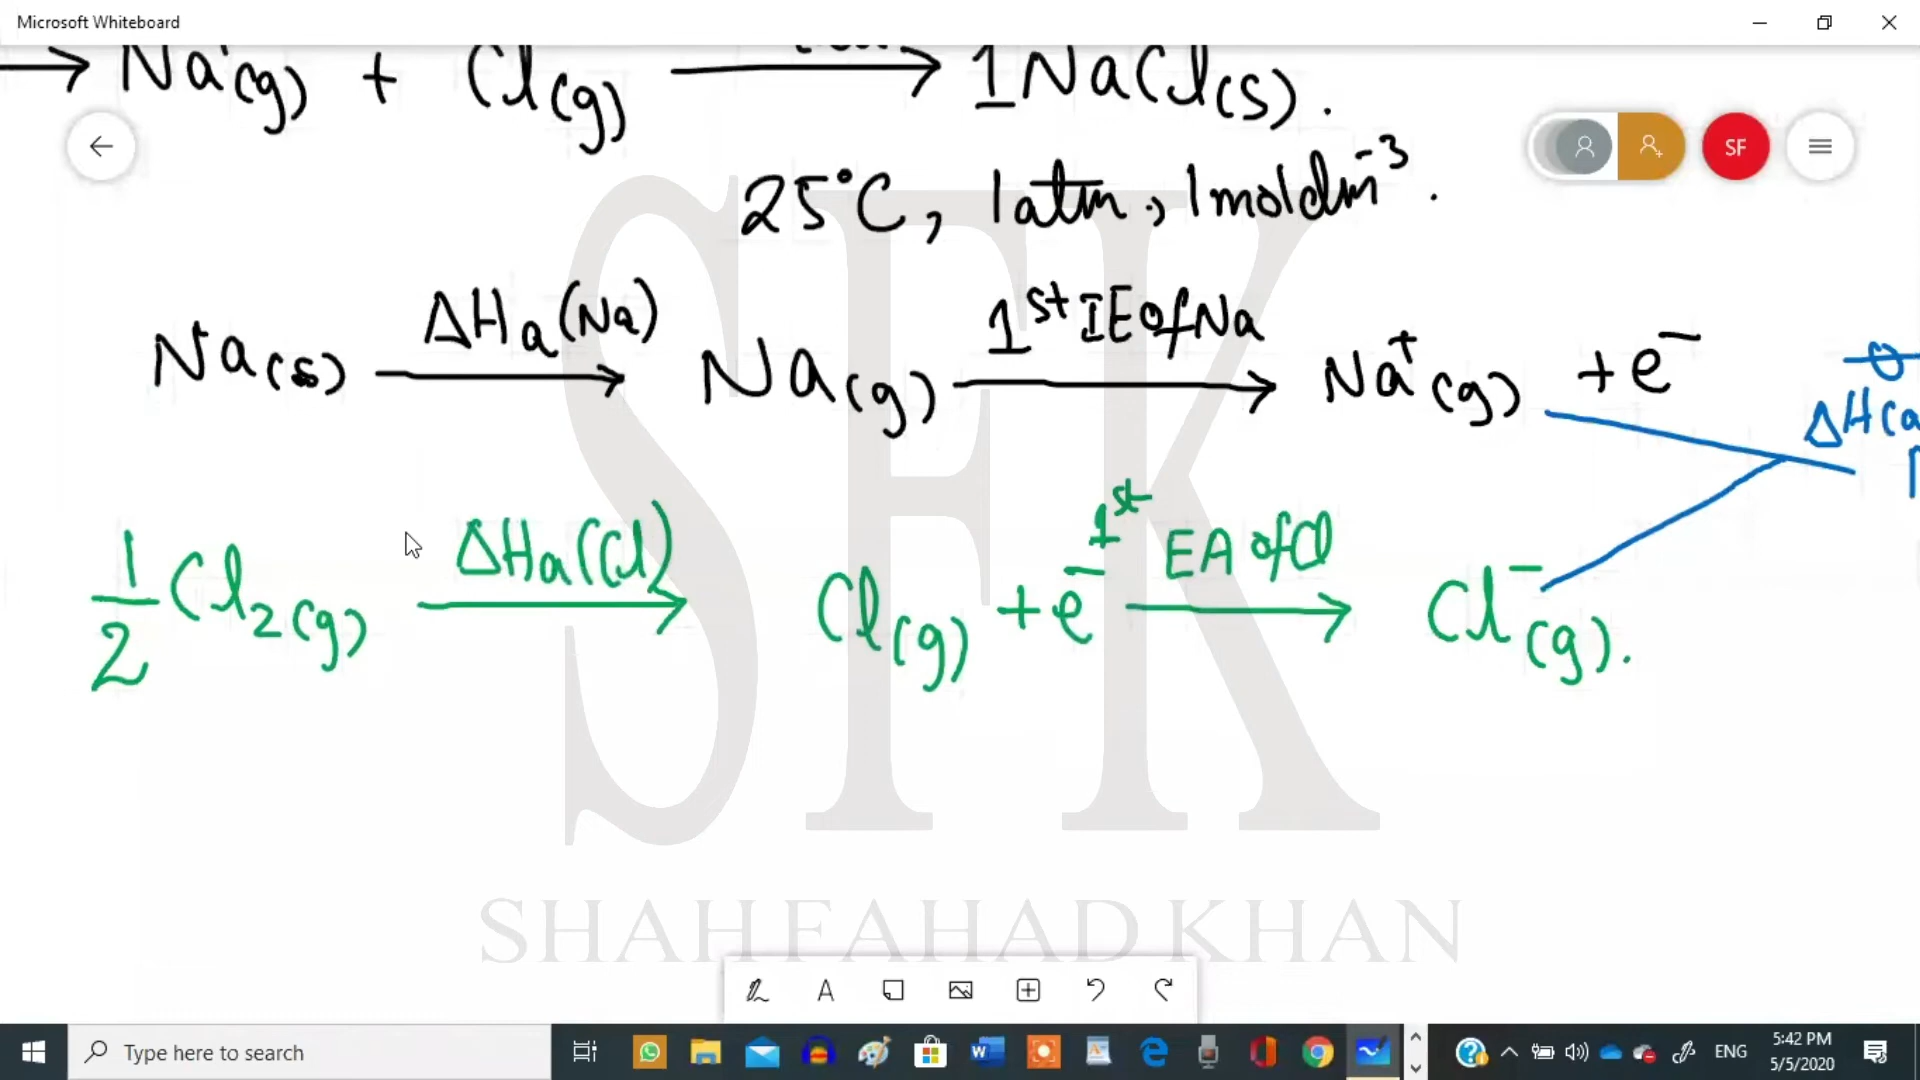 Microsoft Whiteboard
→ Na⁺(g) + Cl(g) → 1NaCl(s).
25°C, 1atm, 1moldm⁻³.
SF
ΔHa(Na) 1st IE of Na
Na(s) → Na(g) → Na⁺(g) + e⁻
ΔH(a
ΔHa(Cl) 1st EA of Cl
1/2 Cl₂(g) → Cl(g) + e⁻ → Cl⁻(g).
SFK
SHAH FAHAD KHAN
Type here to search
ENG
5:42 PM
5/5/2020